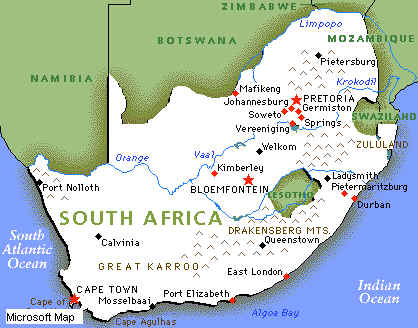 ZIMBABWE
Limpopo
MOZAMBIQUE
BOTSWANA
Pietersburg
NAMIBIA
Krokodil
Mafikeng
Johannesburg
PRETORIA
Germiston
Soweto
SWAZILAND
Springs
Vereeniging
ZULULAND
Welkom
Orange
Vaal
Kimberley
Ladysmith
Port Nolloth
BLOEMFONTEIN
Pietermaritzburg
LESOTHO
Durban
SOUTH AFRICA
DRAKENSBERG MTS.
South
Atlantic
Ocean
Calvinia
Queenstown
GREAT KARROO
East London
Indian
Ocean
CAPE TOWN
Port Elizabeth
Cape of
Mosselbaai
Algoa Bay
Microsoft Map
Cape Agulhas